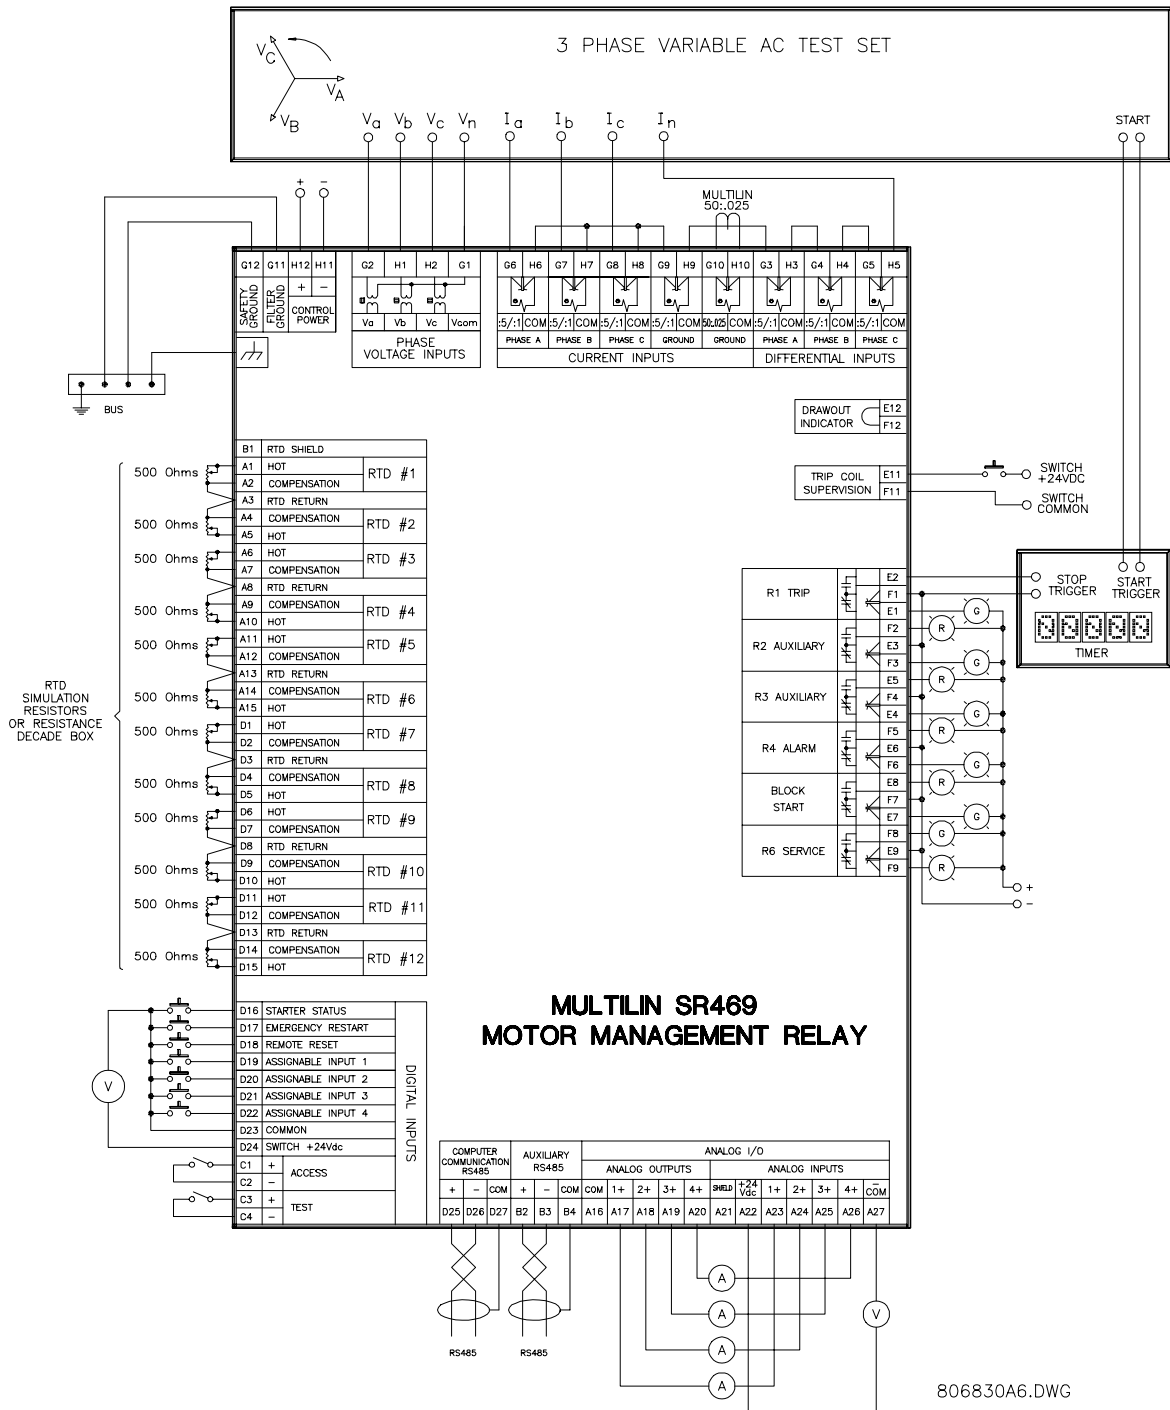 3 PHASE VARIABLE AC TEST SET
VC
VA
VB
Va Vb Vc Vn Ia Ib Ic In
START
+ −
MULTILIN
50:.025
G12 G11 H12 H11 G2 H1 H2 G1 G6 H6 G7 H7 G8 H8 G9 H9 G10 H10 G3 H3 G4 H4 G5 H5
SAFETY GROUND
FILTER GROUND
+ −
CONTROL POWER
Va Vb Vc Vcom
PHASE
VOLTAGE INPUTS
:5/:1 COM :5/:1 COM :5/:1 COM :5/:1 COM 50:.025 COM :5/:1 COM :5/:1 COM :5/:1 COM
PHASE A PHASE B PHASE C GROUND GROUND PHASE A PHASE B PHASE C
CURRENT INPUTS DIFFERENTIAL INPUTS
BUS
DRAWOUT INDICATOR
E12
F12
TRIP COIL SUPERVISION
E11
F11
SWITCH +24VDC
SWITCH COMMON
STOP TRIGGER
START TRIGGER
TIMER
R1 TRIP
E2
F1
E1
R2 AUXILIARY
F2
E3
F3
R3 AUXILIARY
E5
F4
E4
R4 ALARM
F5
E6
F6
BLOCK START
E8
F7
E7
R6 SERVICE
F8
E9
F9
G
R
G
R
G
R
G
R
G
G
R
+
−
RTD
SIMULATION
RESISTORS
OR RESISTANCE
DECADE BOX
B1 RTD SHIELD
500 Ohms
A1 HOT
A2 COMPENSATION
RTD #1
A3 RTD RETURN
500 Ohms
A4 COMPENSATION
A5 HOT
RTD #2
500 Ohms
A6 HOT
A7 COMPENSATION
RTD #3
A8 RTD RETURN
500 Ohms
A9 COMPENSATION
A10 HOT
RTD #4
500 Ohms
A11 HOT
A12 COMPENSATION
RTD #5
A13 RTD RETURN
500 Ohms
A14 COMPENSATION
A15 HOT
RTD #6
500 Ohms
D1 HOT
D2 COMPENSATION
RTD #7
D3 RTD RETURN
500 Ohms
D4 COMPENSATION
D5 HOT
RTD #8
500 Ohms
D6 HOT
D7 COMPENSATION
RTD #9
D8 RTD RETURN
500 Ohms
D9 COMPENSATION
D10 HOT
RTD #10
500 Ohms
D11 HOT
D12 COMPENSATION
RTD #11
D13 RTD RETURN
500 Ohms
D14 COMPENSATION
D15 HOT
RTD #12
MULTILIN SR469
MOTOR MANAGEMENT RELAY
V
D16 STARTER STATUS
D17 EMERGENCY RESTART
D18 REMOTE RESET
D19 ASSIGNABLE INPUT 1
D20 ASSIGNABLE INPUT 2
D21 ASSIGNABLE INPUT 3
D22 ASSIGNABLE INPUT 4
D23 COMMON
D24 SWITCH +24Vdc
C1 +
C2 −
ACCESS
C3 +
C4 −
TEST
DIGITAL INPUTS
COMPUTER COMMUNICATION RS485
AUXILIARY RS485
ANALOG I/O
ANALOG OUTPUTS ANALOG INPUTS
+ − COM + − COM COM 1+ 2+ 3+ 4+ SHIELD +24 Vdc 1+ 2+ 3+ 4+ − COM
D25 D26 D27 B2 B3 B4 A16 A17 A18 A19 A20 A21 A22 A23 A24 A25 A26 A27
RS485 RS485
A
A
A
A
V
806830A6.DWG